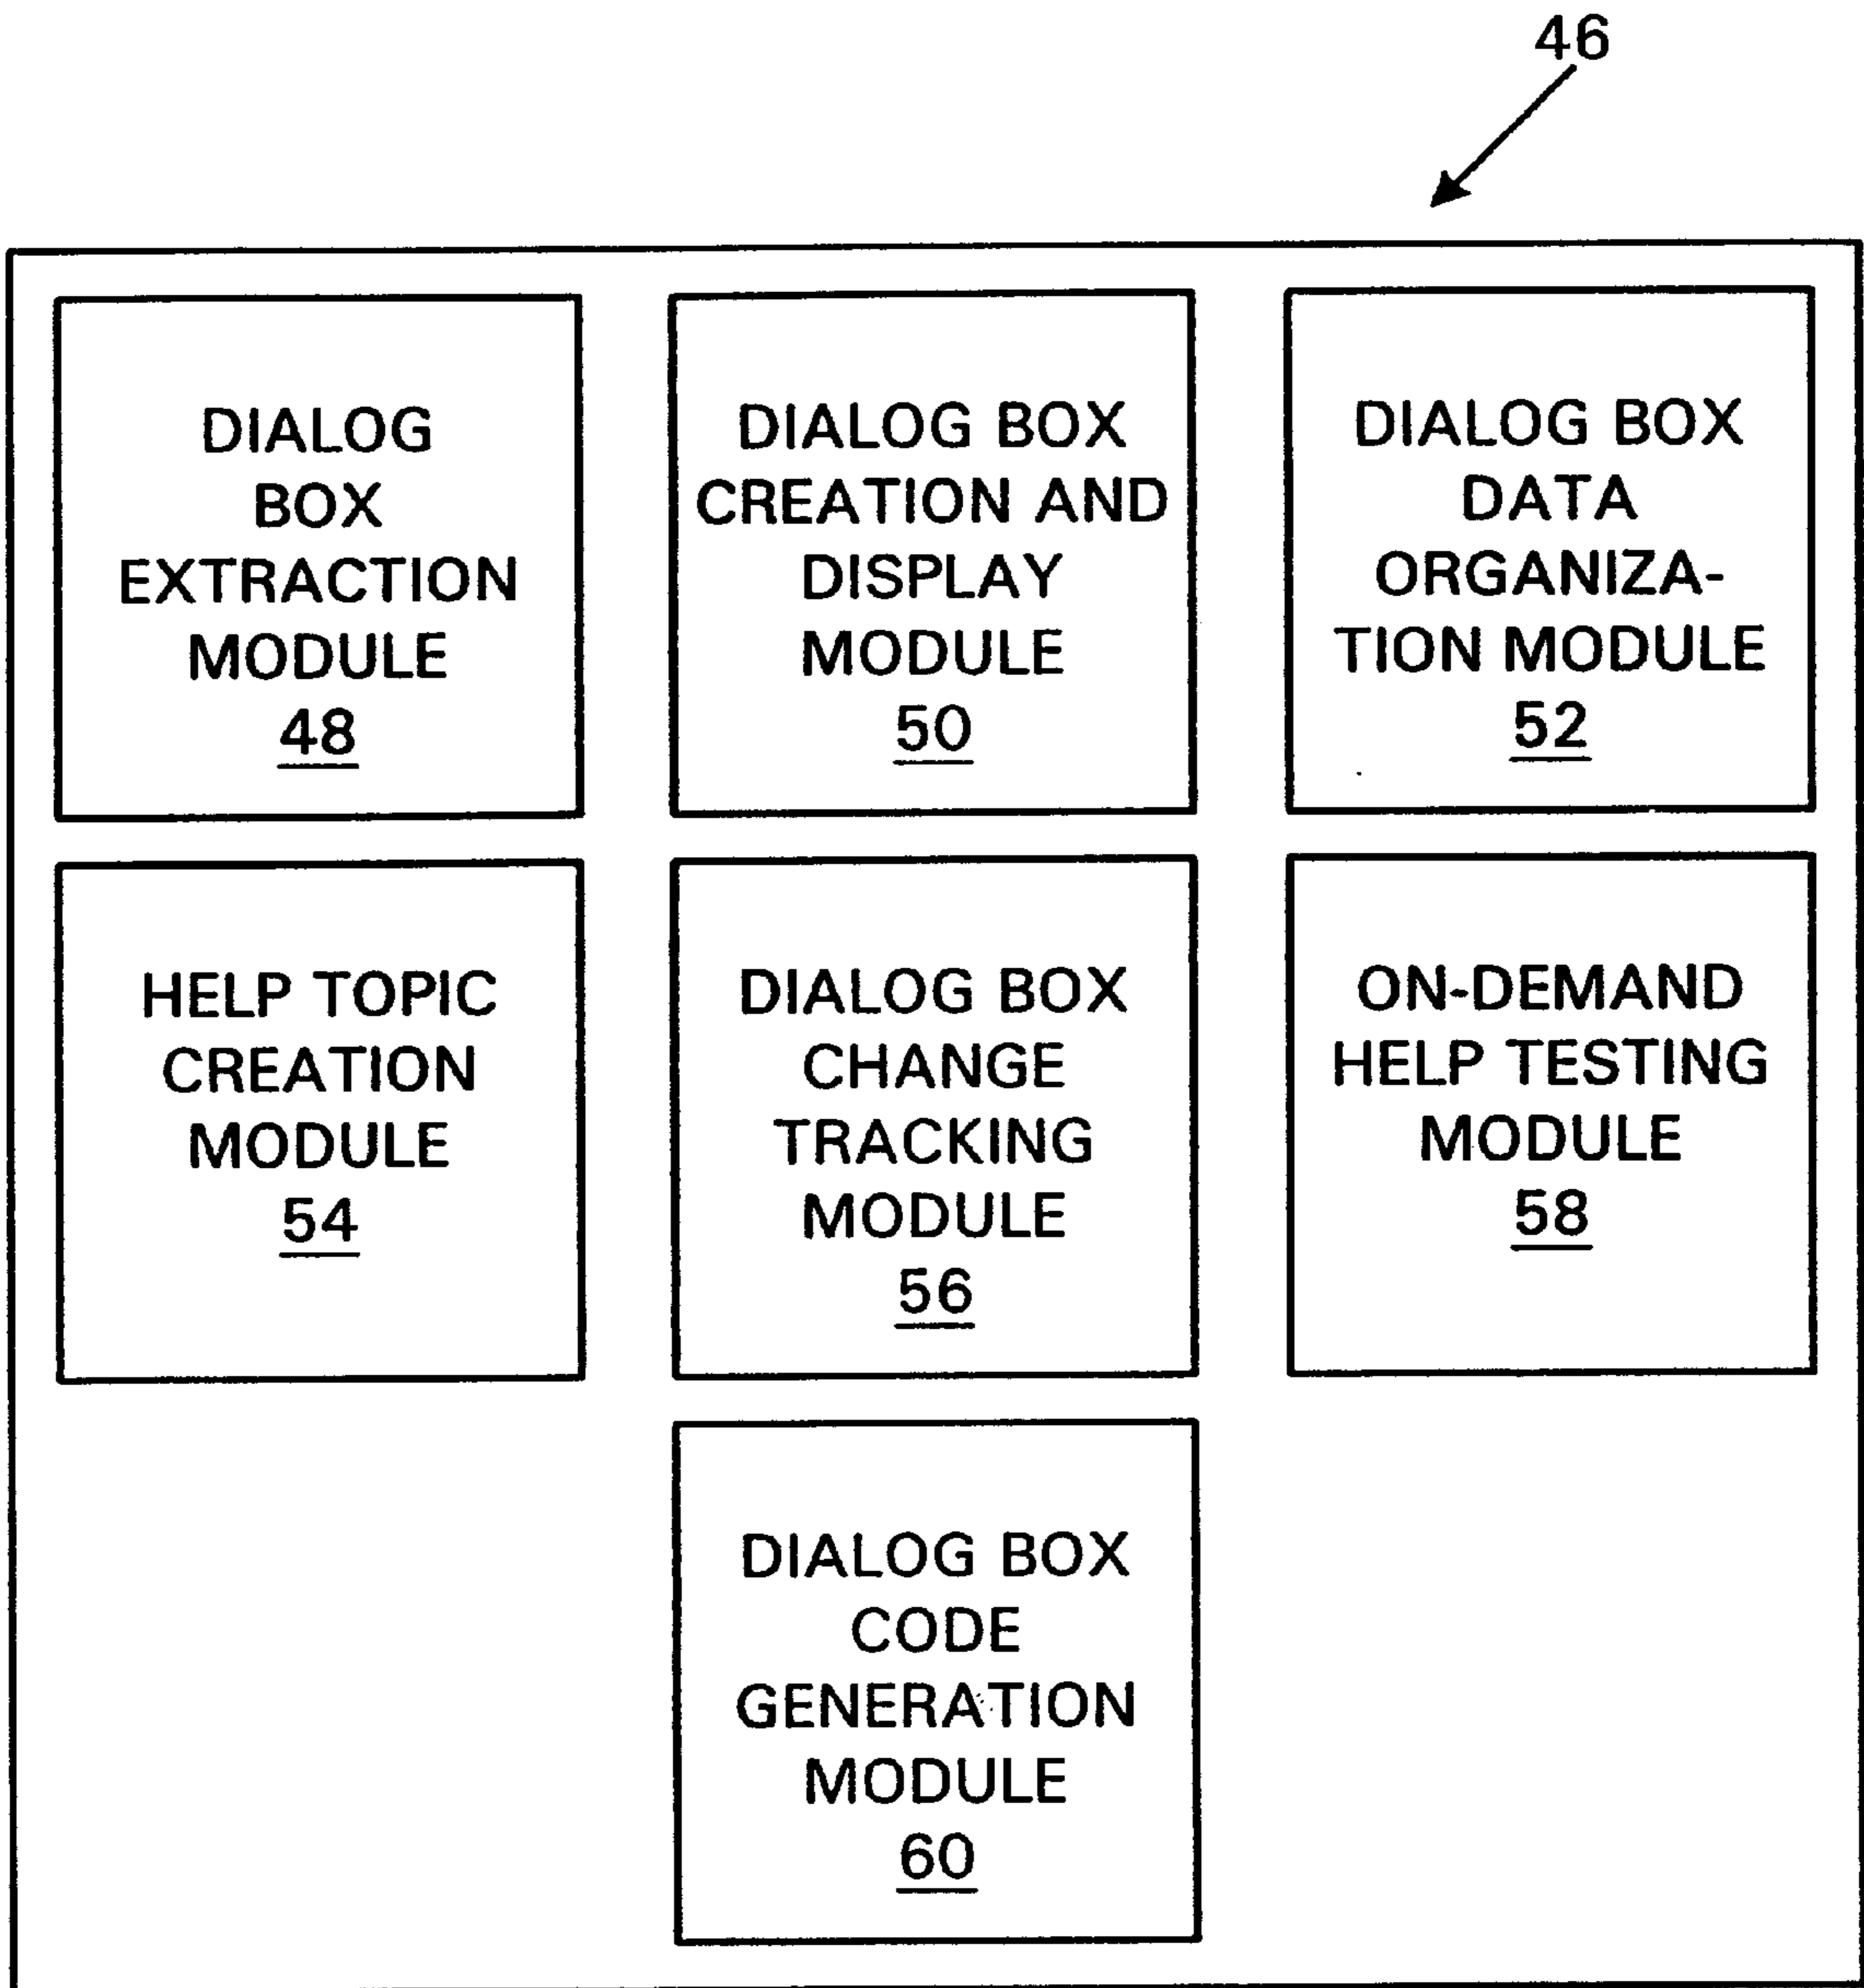 46
DIALOG
BOX
EXTRACTION
MODULE
48
DIALOG BOX
CREATION AND
DISPLAY
MODULE
50
DIALOG BOX
DATA
ORGANIZA-
TION MODULE
52
HELP TOPIC
CREATION
MODULE
54
DIALOG BOX
CHANGE
TRACKING
MODULE
56
ON-DEMAND
HELP TESTING
MODULE
58
DIALOG BOX
CODE
GENERATION
MODULE
60